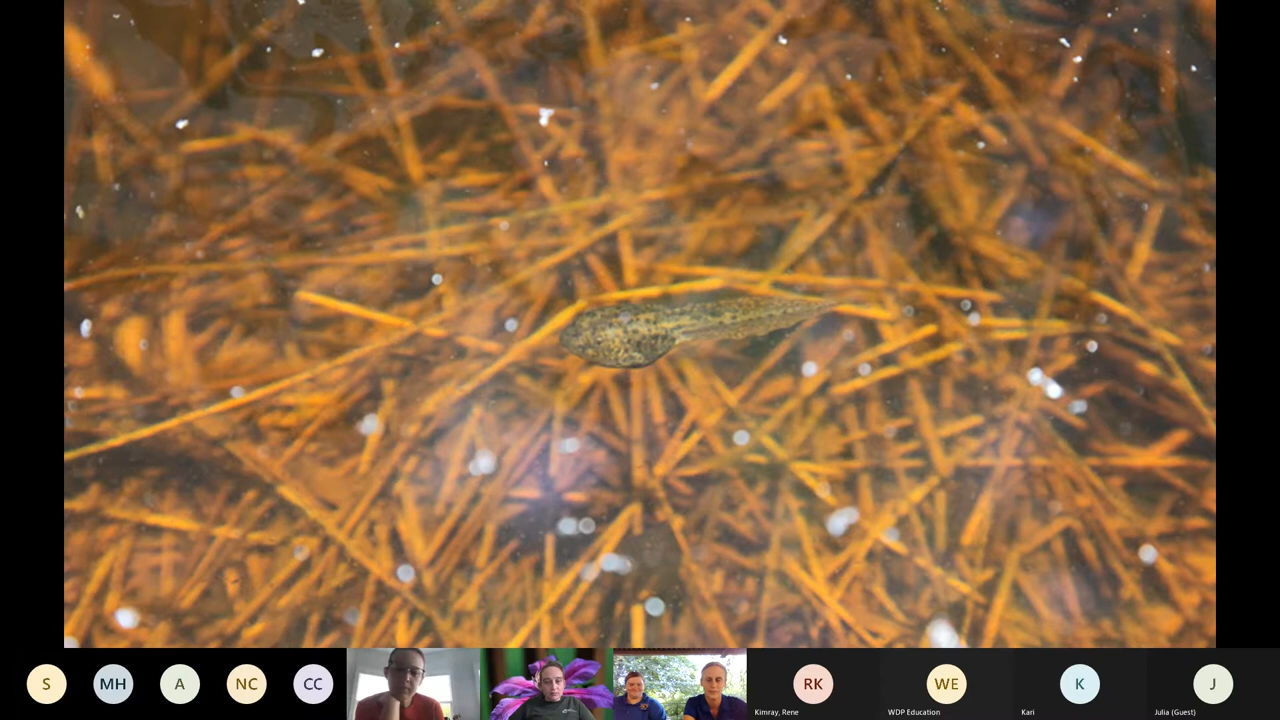 S
MH
A
NC
CC
RK
WE
K
J
Kimray, Rene
WDP Education
Kari
Julia (Guest)